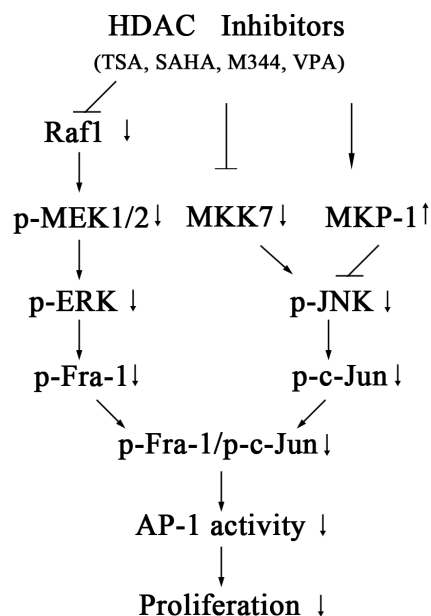 HDAC Inhibitors
(TSA, SAHA, M344, VPA)
Raf1 ↓
p-MEK1/2↓ MKK7↓ MKP-1↑
p-ERK ↓ p-JNK ↓
p-Fra-1↓ p-c-Jun ↓
p-Fra-1/p-c-Jun↓
AP-1 activity ↓
Proliferation ↓